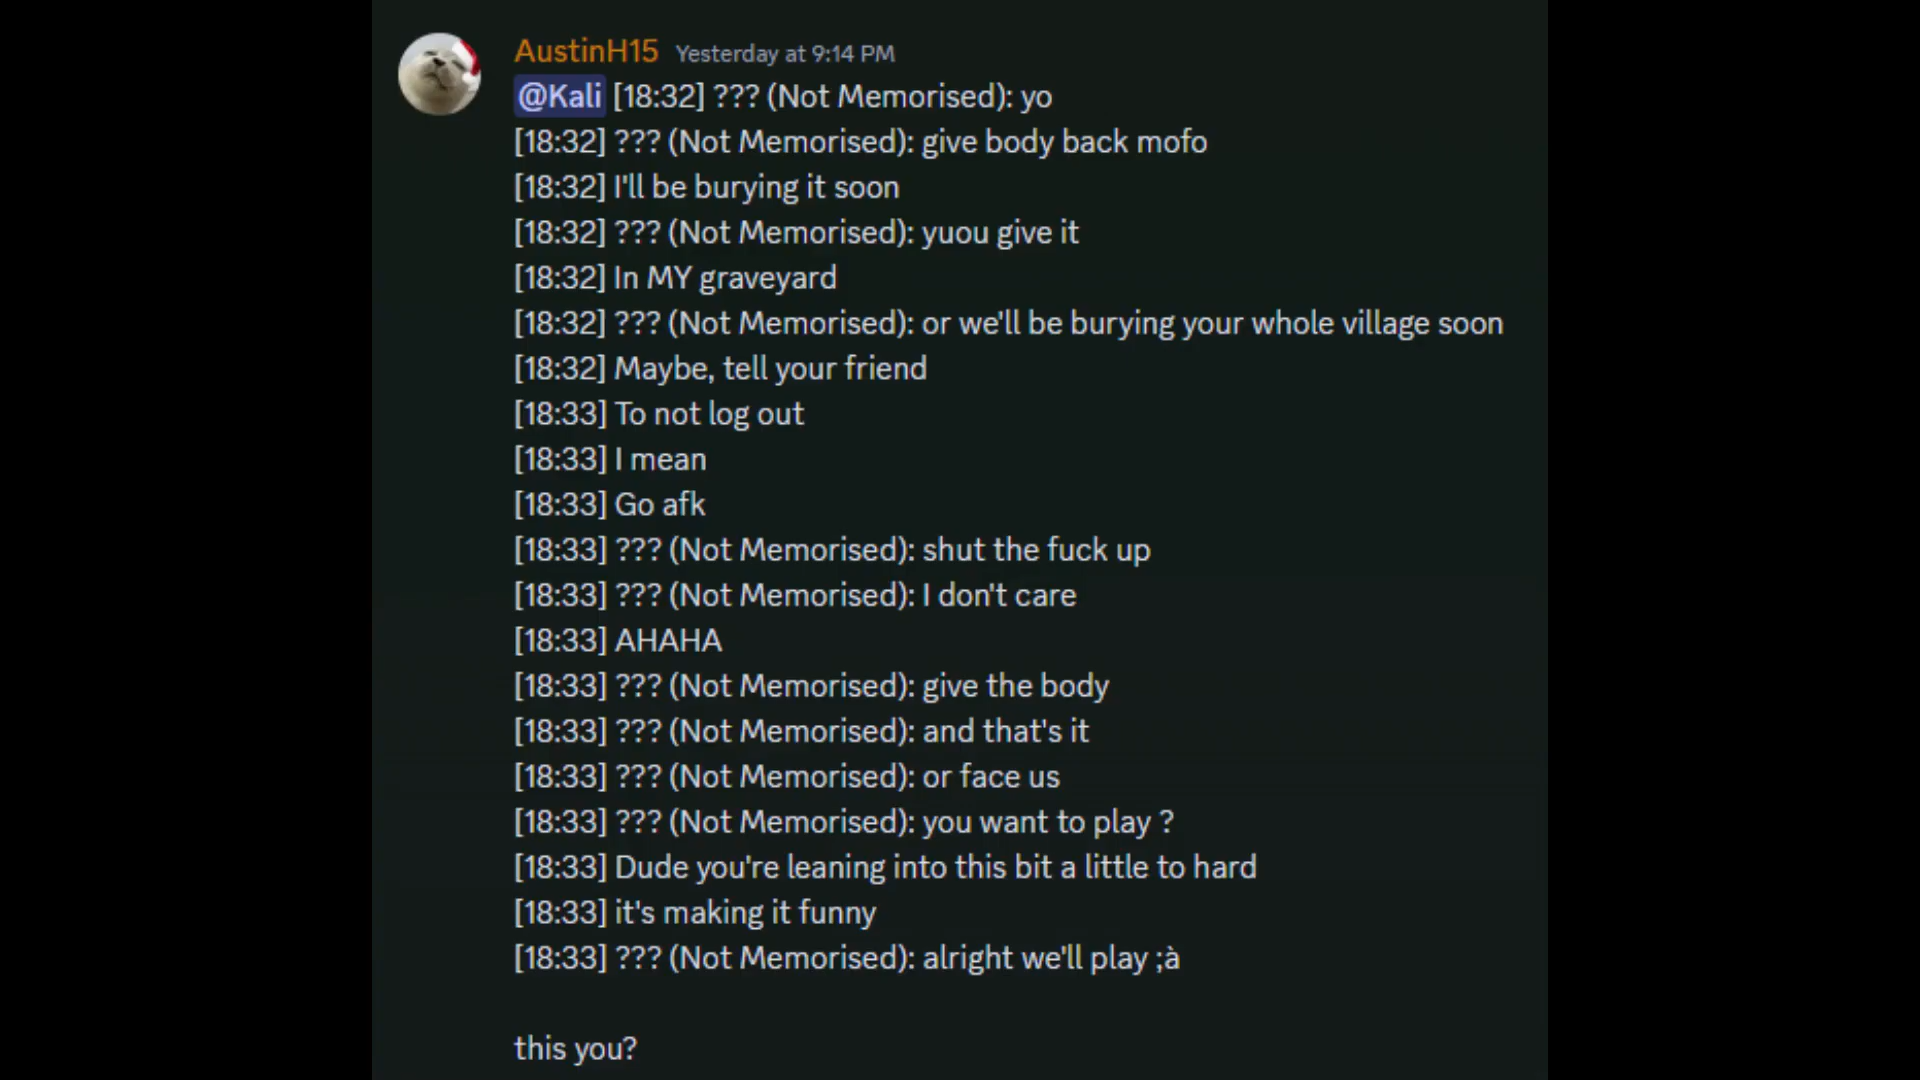 AustinH15 Yesterday at 9:14 PM
@Kali [18:32] ??? (Not Memorised): yo
[18:32] ??? (Not Memorised): give body back mofo
[18:32] I'll be burying it soon
[18:32] ??? (Not Memorised): yuou give it
[18:32] In MY graveyard
[18:32] ??? (Not Memorised): or we'll be burying your whole village soon
[18:32] Maybe, tell your friend
[18:33] To not log out
[18:33] I mean
[18:33] Go afk
[18:33] ??? (Not Memorised): shut the fuck up
[18:33] ??? (Not Memorised): I don't care
[18:33] AHAHA
[18:33] ??? (Not Memorised): give the body
[18:33] ??? (Not Memorised): and that's it
[18:33] ??? (Not Memorised): or face us
[18:33] ??? (Not Memorised): you want to play ?
[18:33] Dude you're leaning into this bit a little to hard
[18:33] it's making it funny
[18:33] ??? (Not Memorised): alright we'll play ;à
this you?